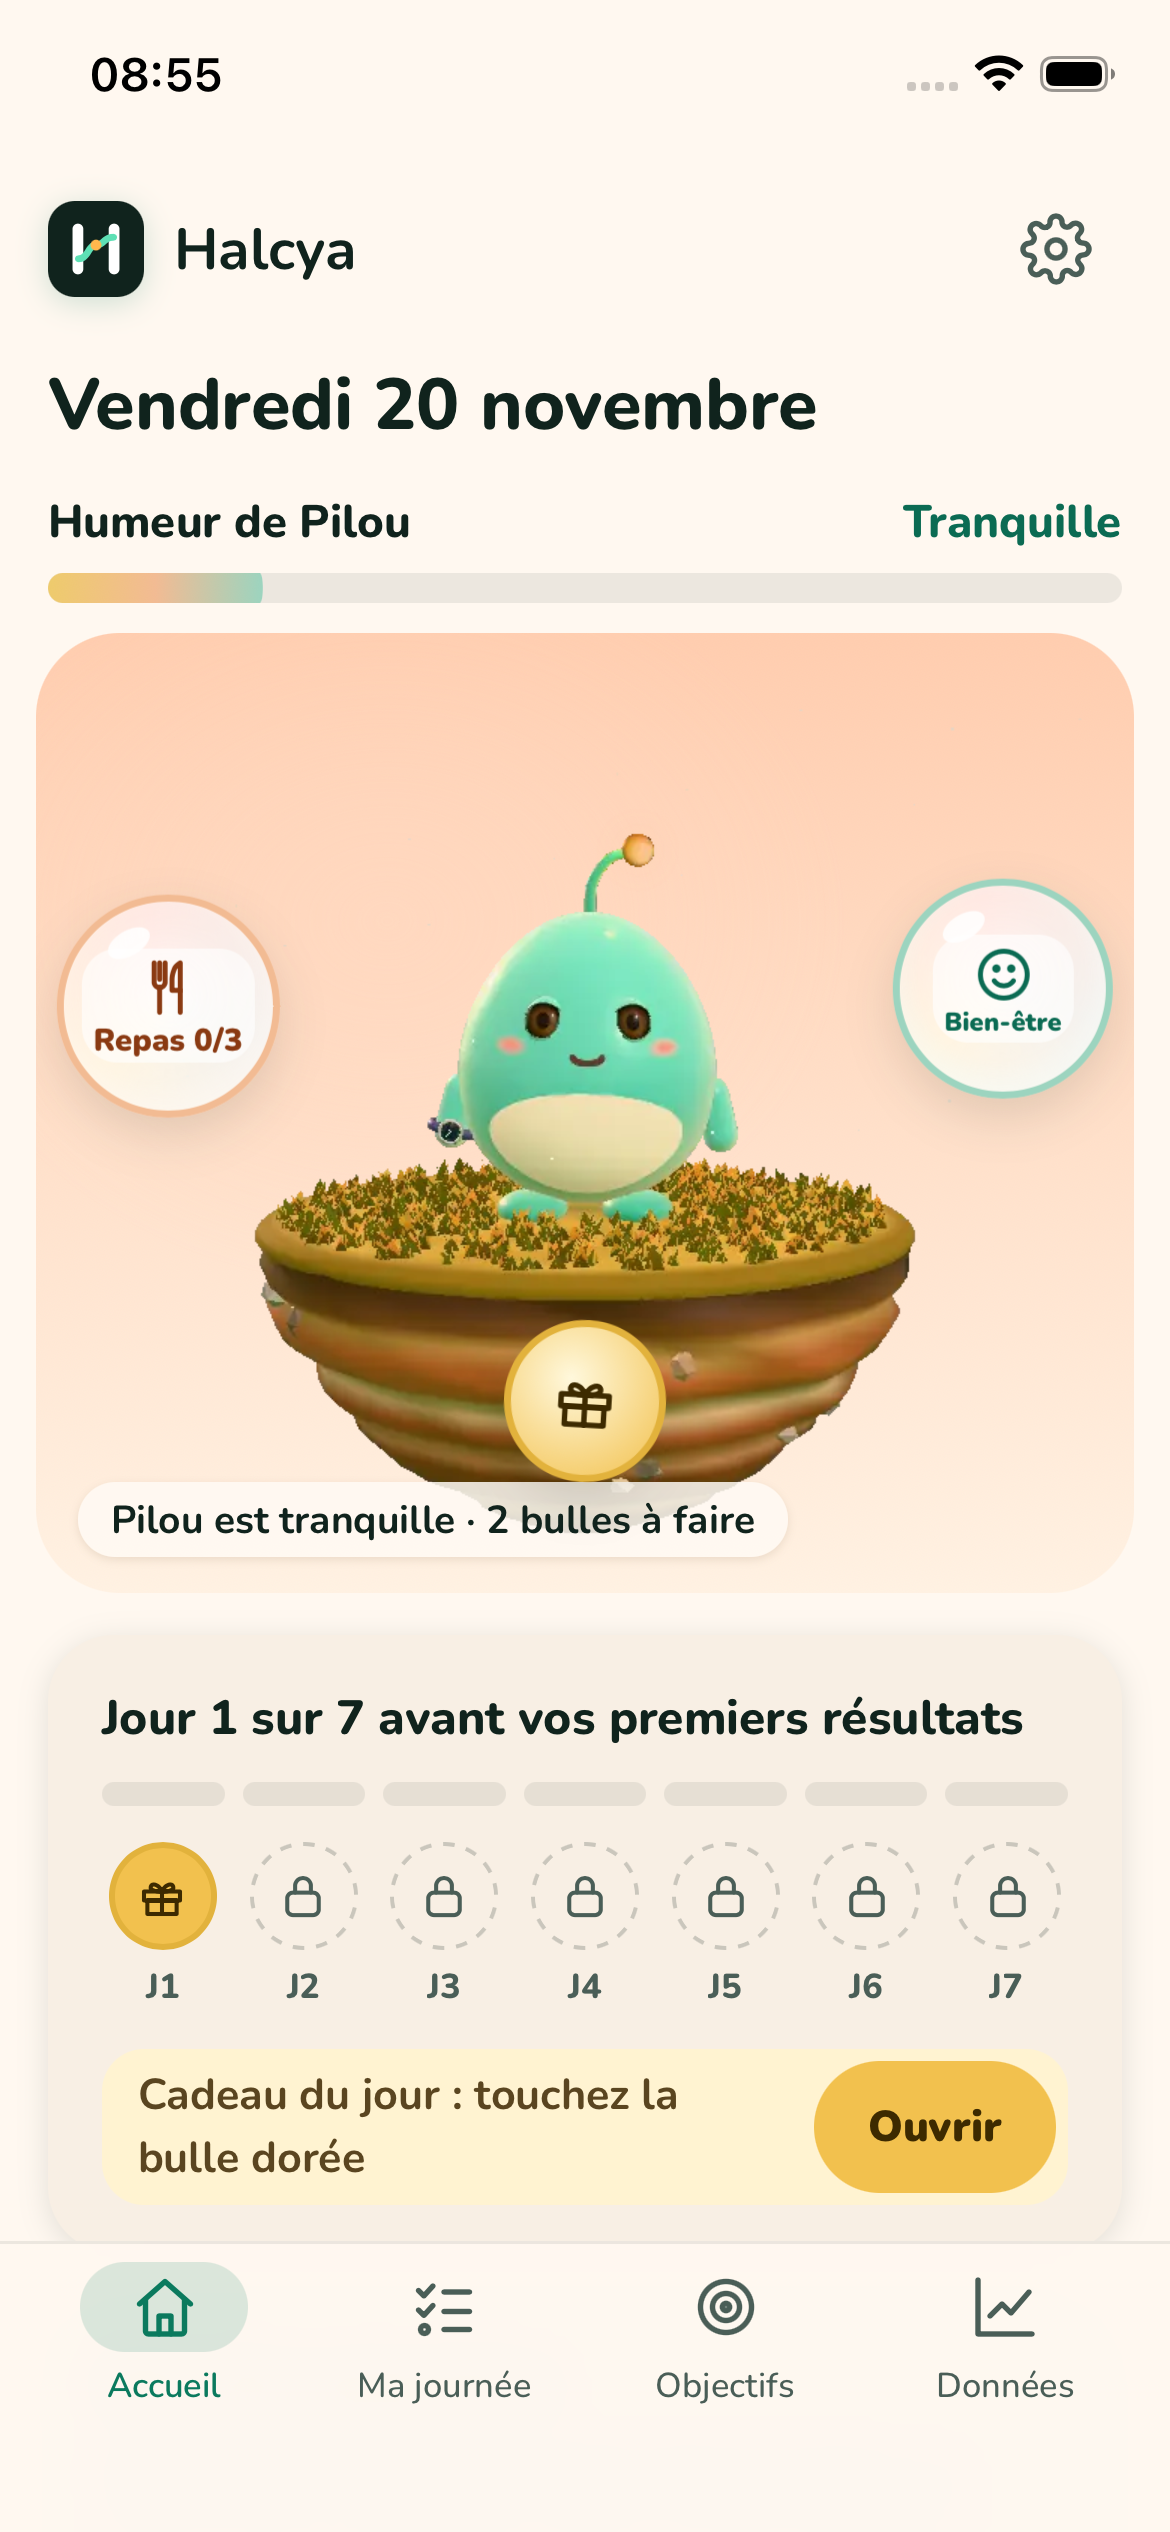 08:55
Halcya
Vendredi 20 novembre
Humeur de Pilou
Tranquille
Repas 0/3
Bien-être
Pilou est tranquille · 2 bulles à faire
Jour 1 sur 7 avant vos premiers résultats
J1
J2
J3
J4
J5
J6
J7
Cadeau du jour : touchez la
bulle dorée
Ouvrir
Accueil
Ma journée
Objectifs
Données